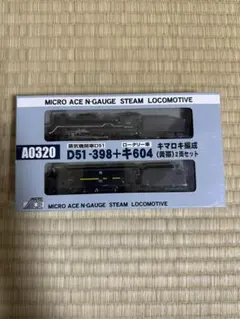 MICRO ACE N-GAUGE STEAM LOCOMOTIVE
A0320
蒸気機関車D51
ロータリー車
D51-398+キ604
キマロキ編成
(黄帯)2両セット
MICRO ACE N-GAUGE STEAM LOCOMOTIVE